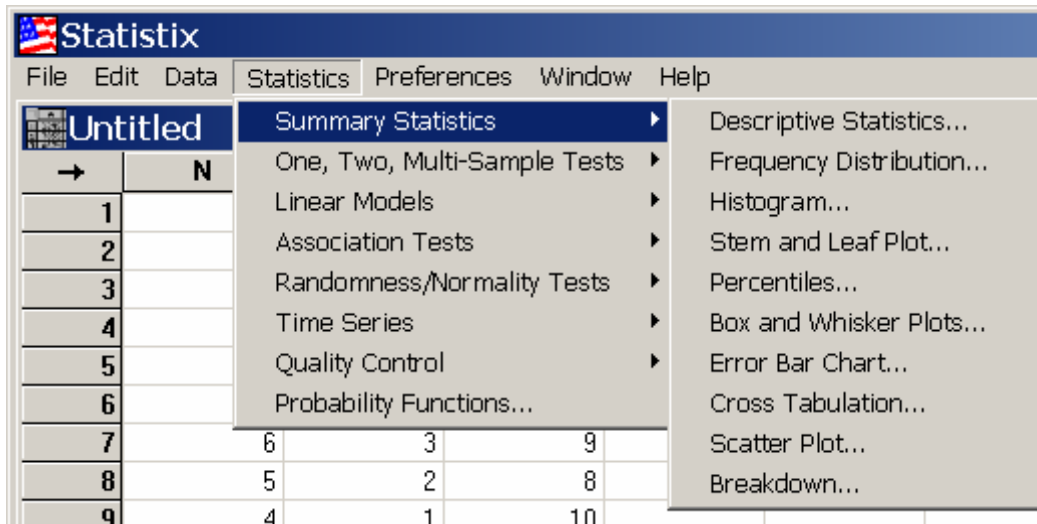 Statistix
File Edit Data Statistics Preferences Window Help
Untitled
Summary Statistics
Descriptive Statistics...
N
One, Two, Multi-Sample Tests
Frequency Distribution...
1
Linear Models
Histogram...
2
Association Tests
Stem and Leaf Plot...
3
Randomness/Normality Tests
Percentiles...
4
Time Series
Box and Whisker Plots...
5
Quality Control
Error Bar Chart...
6
Probability Functions...
Cross Tabulation...
7 6 3 9
Scatter Plot...
8 5 2 8
Breakdown...
9 4 1 10